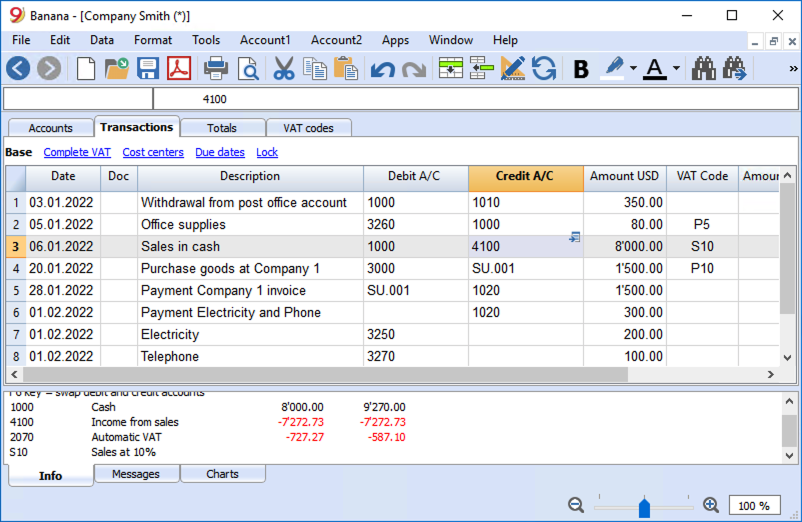 9 Banana - [Company Smith (*)]
File Edit Data Format Tools Account1 Account2 Apps Window Help
B A »
4100
Accounts Transactions Totals VAT codes
Base Complete VAT Cost centers Due dates Lock
Date Doc Description Debit A/C Credit A/C Amount USD VAT Code Amour
1 03.01.2022 Withdrawal from post office account 1000 1010 350.00
2 05.01.2022 Office supplies 3260 1000 80.00 P5
3 06.01.2022 Sales in cash 1000 4100 8'000.00 S10
4 20.01.2022 Purchase goods at Company 1 3000 SU.001 1'500.00 P10
5 28.01.2022 Payment Company 1 invoice SU.001 1020 1'500.00
6 01.02.2022 Payment Electricity and Phone 1020 300.00
7 01.02.2022 Electricity 3250 200.00
8 01.02.2022 Telephone 3270 100.00
key = swap debit and credit accounts
1000 Cash 8'000.00 9'270.00
4100 Income from sales -7'272.73 -7'272.73
2070 Automatic VAT -727.27 -587.10
S10 Sales at 10%
Info Messages Charts
100 %